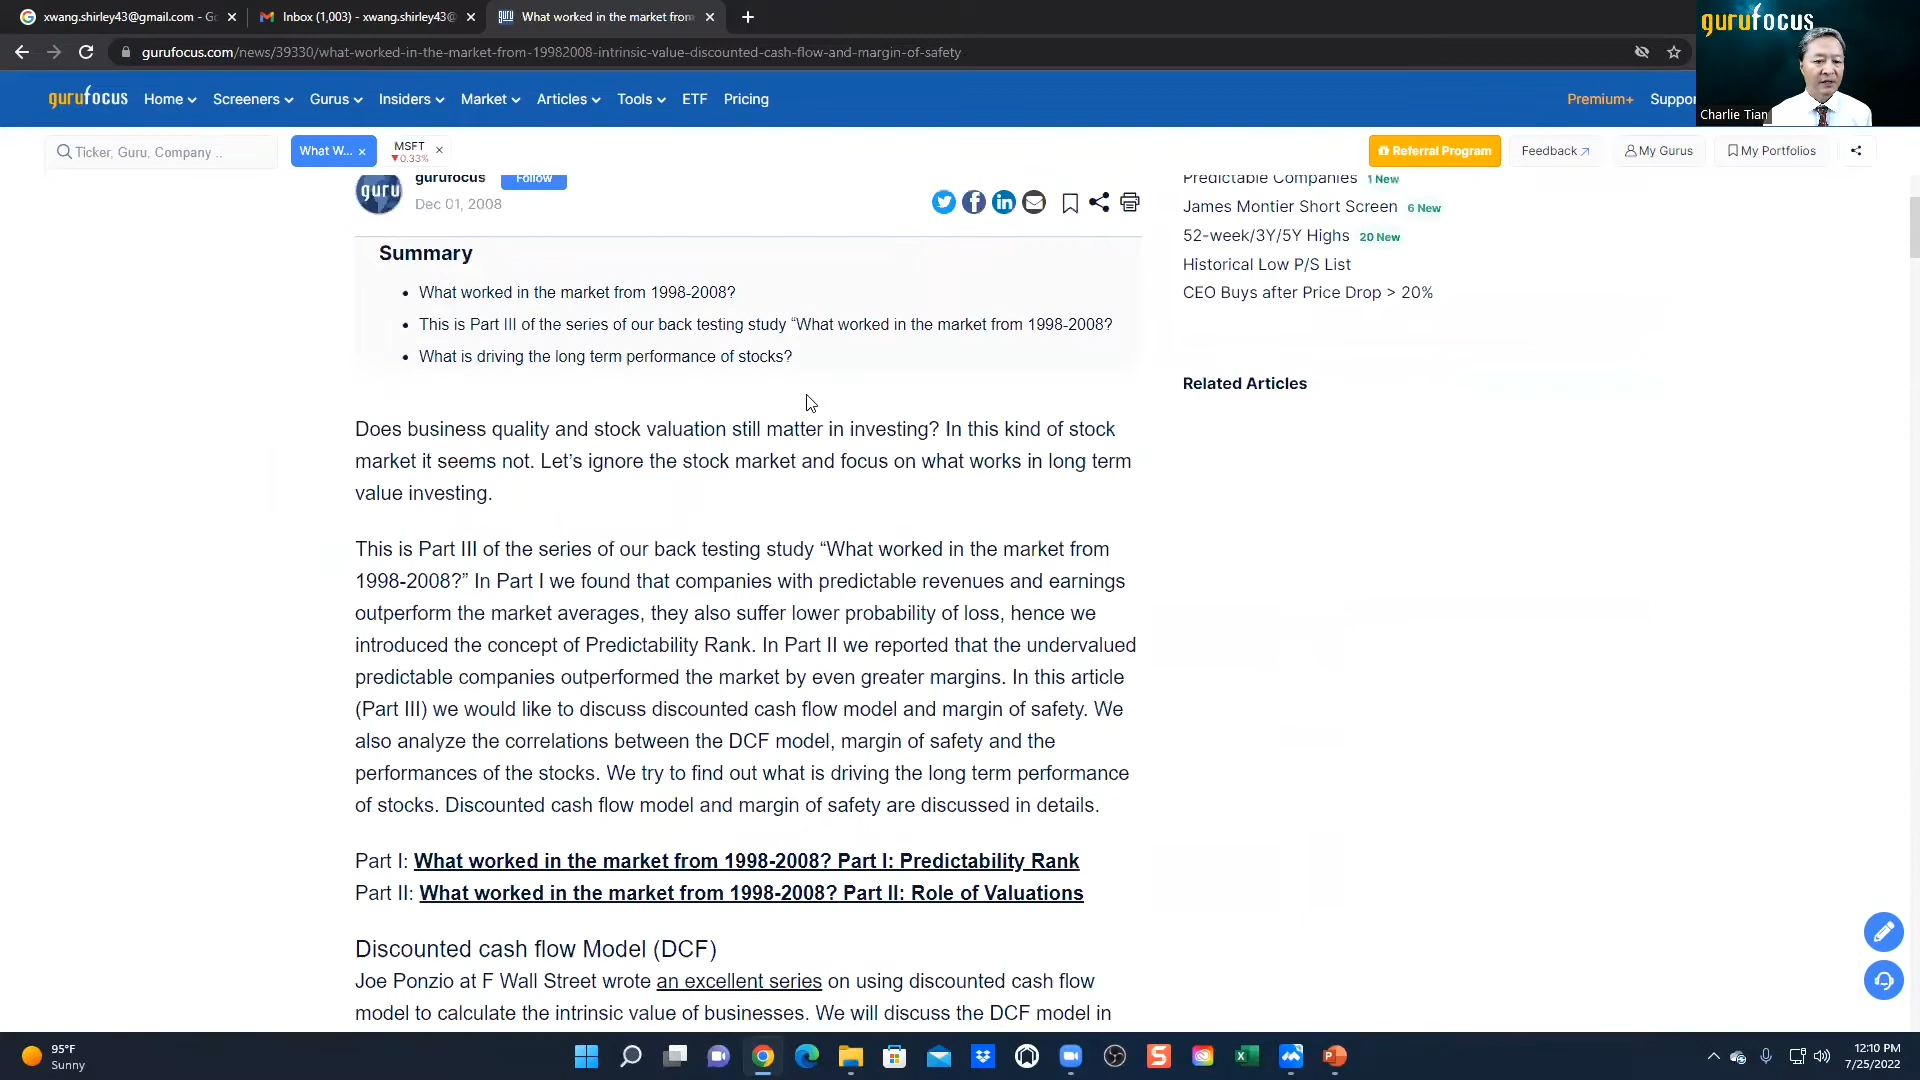 xwang.shirley43@gmail.com - Go
Inbox (1,003) - xwang.shirley43@
What worked in the market from
gurufocus.com/news/39330/what-worked-in-the-market-from-19982008-intrinsic-value-discounted-cash-flow-and-margin-of-safety
gurufocus
Charlie Tian
gurufocus Home Screeners Gurus Insiders Market Articles Tools ETF Pricing Premium+ Suppor
Ticker, Guru, Company .. What W... × MSFT ×
▼0.33%
Referral Program Feedback My Gurus My Portfolios
guru
gurufocus Follow
Dec 01, 2008
Summary
• What worked in the market from 1998-2008?
• This is Part III of the series of our back testing study “What worked in the market from 1998-2008?
• What is driving the long term performance of stocks?
Does business quality and stock valuation still matter in investing? In this kind of stock
market it seems not. Let’s ignore the stock market and focus on what works in long term
value investing.
This is Part III of the series of our back testing study “What worked in the market from
1998-2008?” In Part I we found that companies with predictable revenues and earnings
outperform the market averages, they also suffer lower probability of loss, hence we
introduced the concept of Predictability Rank. In Part II we reported that the undervalued
predictable companies outperformed the market by even greater margins. In this article
(Part III) we would like to discuss discounted cash flow model and margin of safety. We
also analyze the correlations between the DCF model, margin of safety and the
performances of the stocks. We try to find out what is driving the long term performance
of stocks. Discounted cash flow model and margin of safety are discussed in details.
Part I: What worked in the market from 1998-2008? Part I: Predictability Rank
Part II: What worked in the market from 1998-2008? Part II: Role of Valuations
Discounted cash flow Model (DCF)
Joe Ponzio at F Wall Street wrote an excellent series on using discounted cash flow
model to calculate the intrinsic value of businesses. We will discuss the DCF model in
Predictable Companies 1 New
James Montier Short Screen 6 New
52-week/3Y/5Y Highs 20 New
Historical Low P/S List
CEO Buys after Price Drop > 20%
Related Articles
95°F
Sunny
12:10 PM
7/25/2022